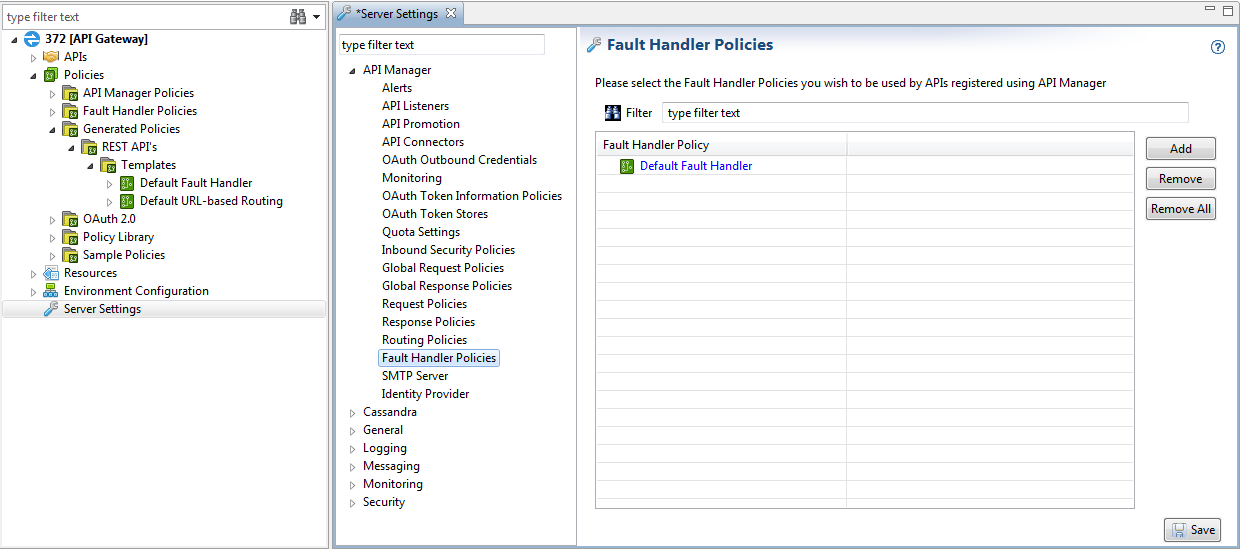 type filter text
372 [API Gateway]
APIs
Policies
API Manager Policies
Fault Handler Policies
Generated Policies
REST API's
Templates
Default Fault Handler
Default URL-based Routing
OAuth 2.0
Policy Library
Sample Policies
Resources
Environment Configuration
Server Settings
*Server Settings
type filter text
API Manager
Alerts
API Listeners
API Promotion
API Connectors
OAuth Outbound Credentials
Monitoring
OAuth Token Information Policies
OAuth Token Stores
Quota Settings
Inbound Security Policies
Global Request Policies
Global Response Policies
Request Policies
Response Policies
Routing Policies
Fault Handler Policies
SMTP Server
Identity Provider
Cassandra
General
Logging
Messaging
Monitoring
Security
Fault Handler Policies
?
Please select the Fault Handler Policies you wish to be used by APIs registered using API Manager
Filter
type filter text
Fault Handler Policy
Default Fault Handler
Add
Remove
Remove All
Save